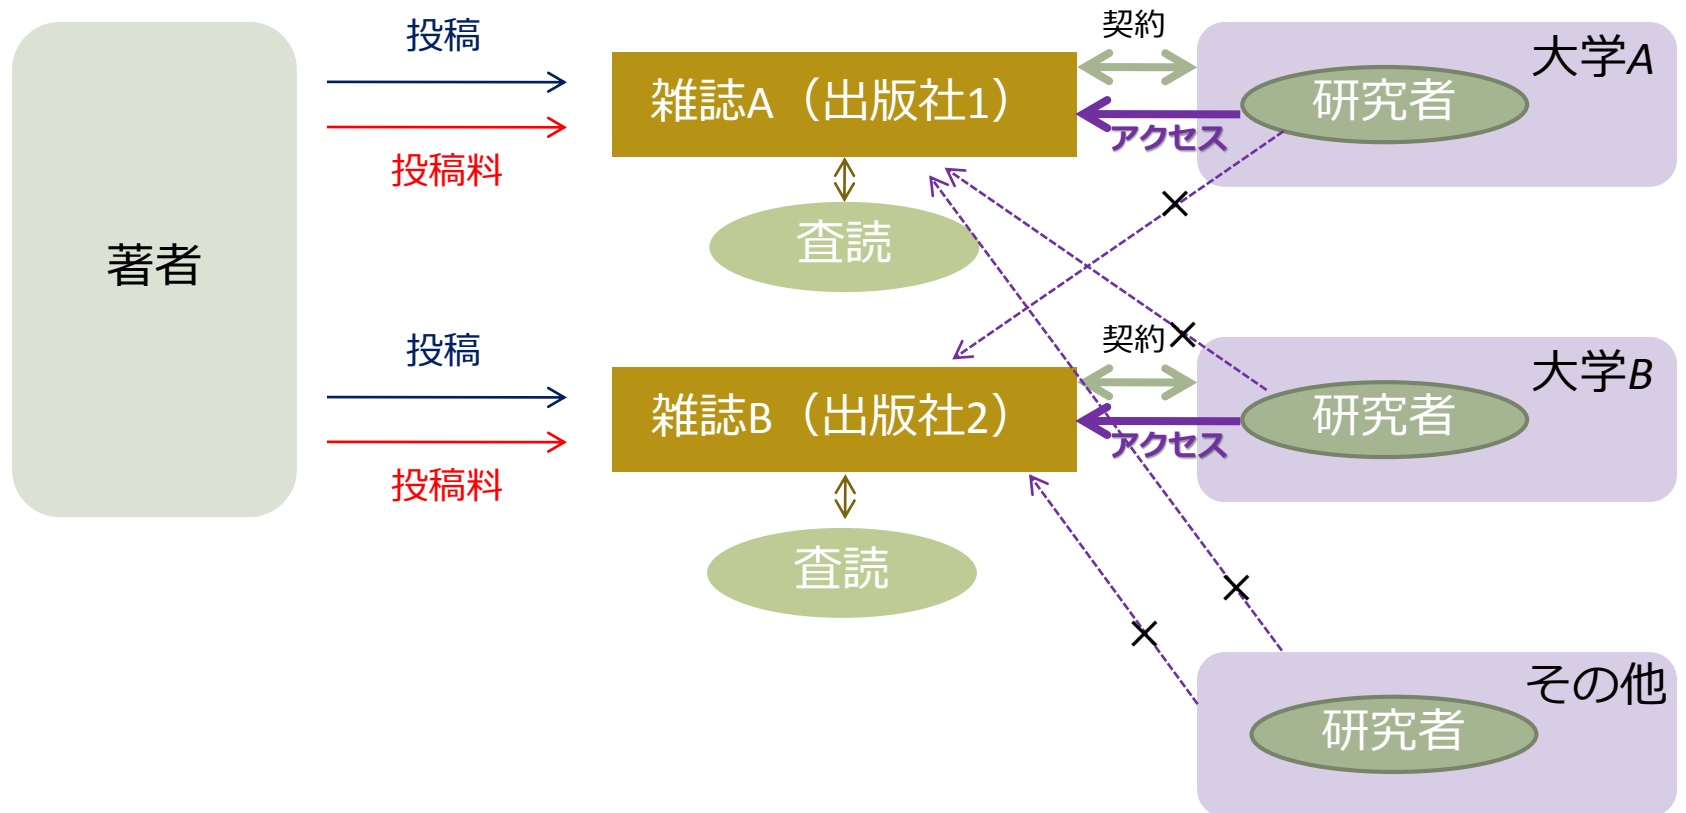 著者
投稿
投稿料
雑誌A（出版社1）
査読
契約
アクセス
大学A
研究者
投稿
投稿料
雑誌B（出版社2）
査読
契約
アクセス
大学B
研究者
その他
研究者